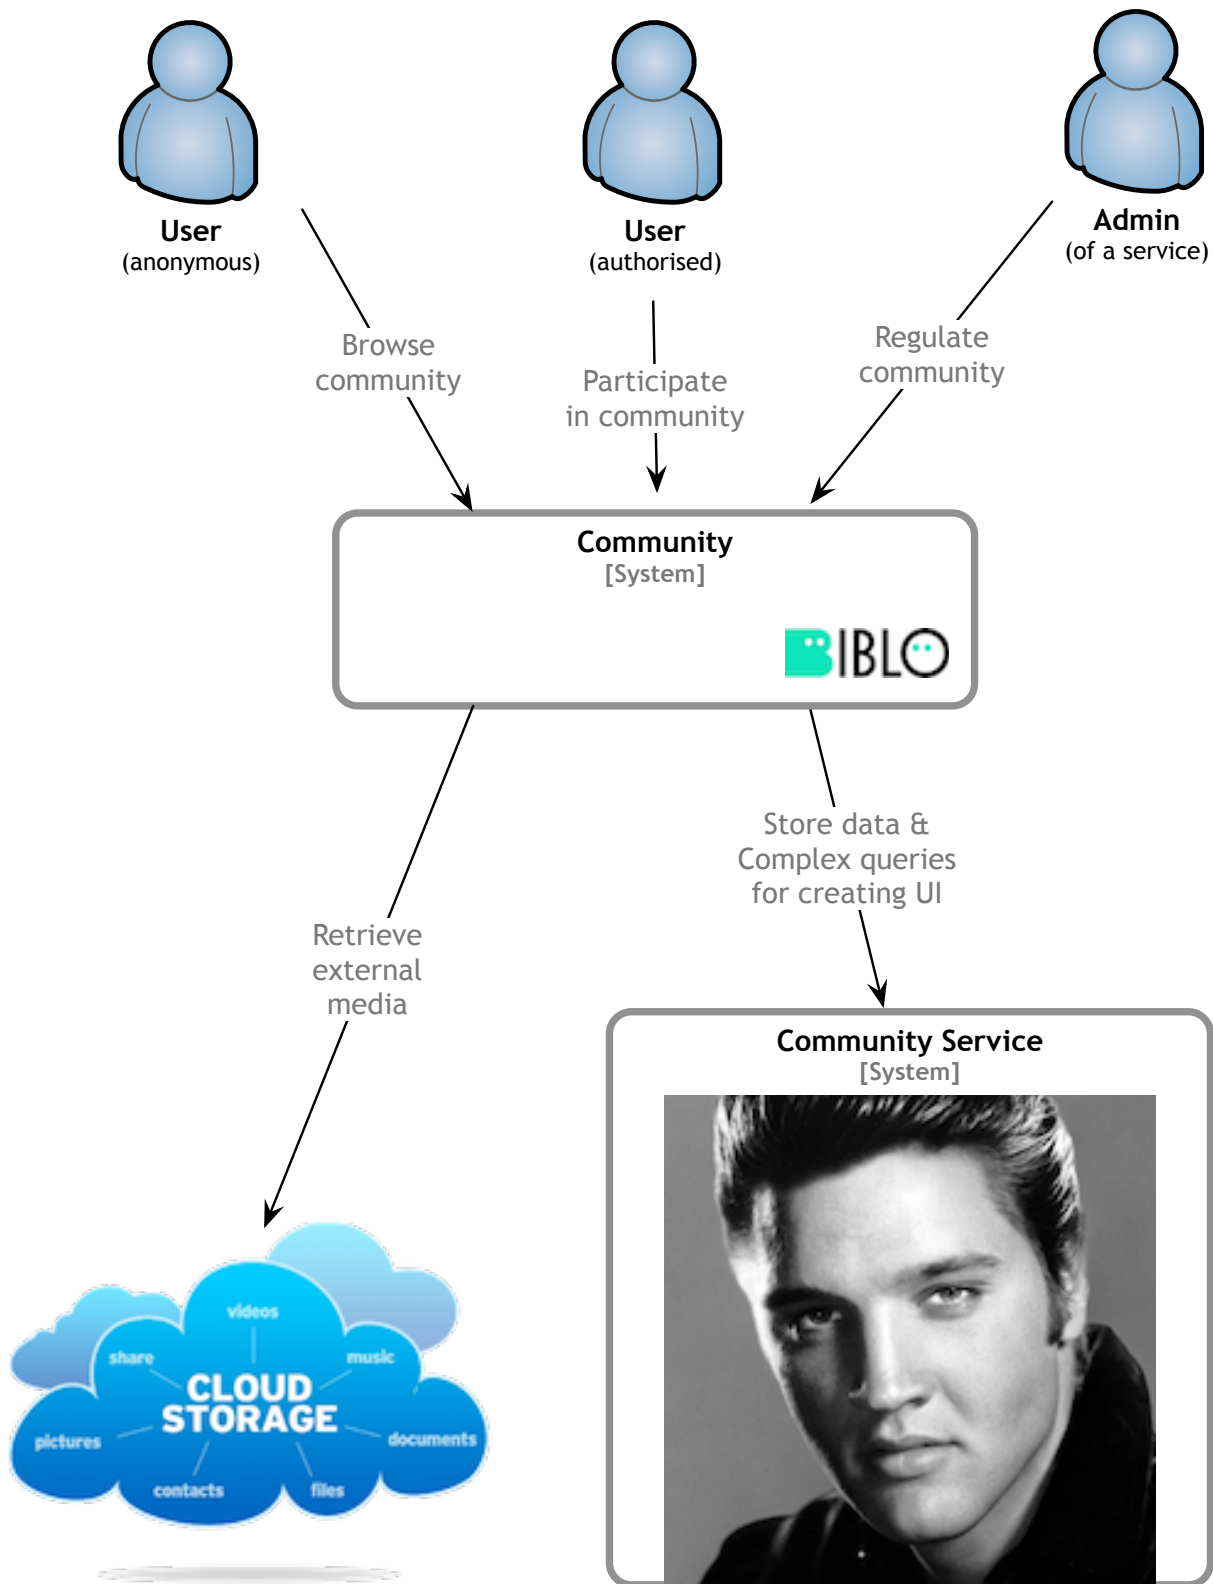 User
(anonymous)
User
(authorised)
Admin
(of a service)
Browse
community
Participate
in community
Regulate
community
Community
[System]
BIBLO
Store data &
Complex queries
for creating UI
Retrieve
external
media
Community Service
[System]
videos
share
music
CLOUD
STORAGE
pictures
documents
contacts
files